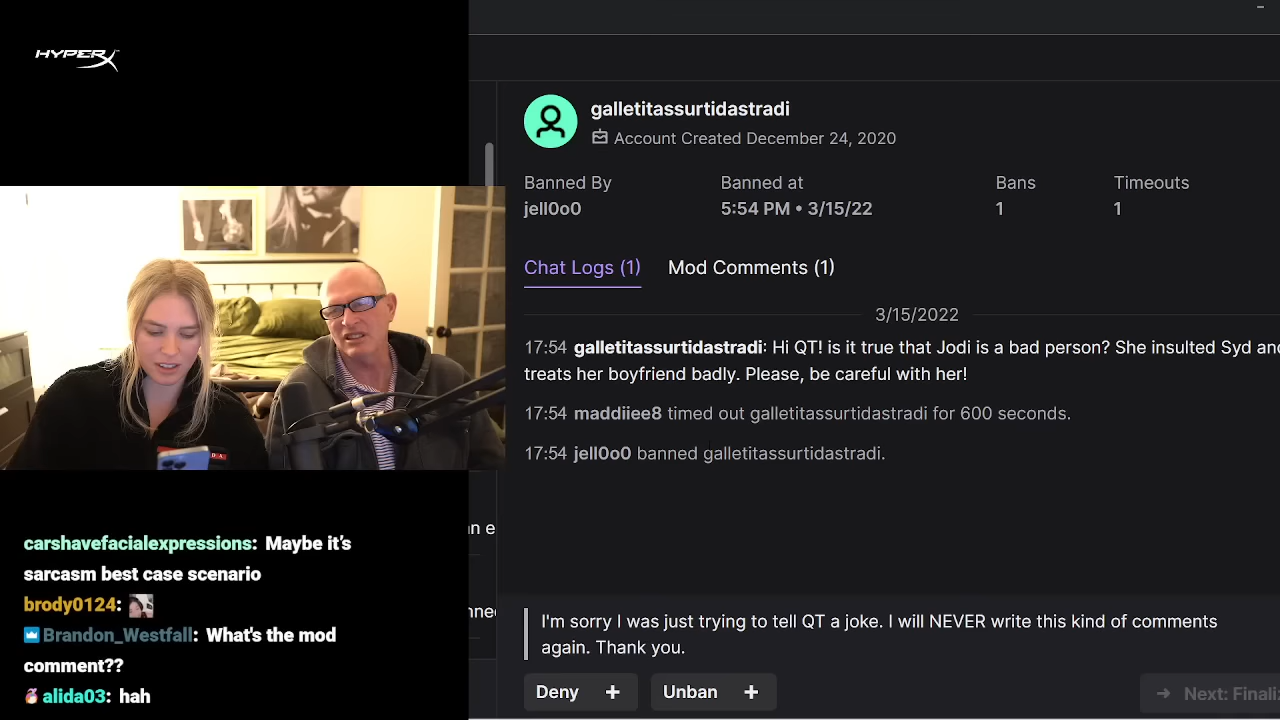 HYPERX
galletitassurtidastradi
Account Created December 24, 2020
Banned By
Banned at
Bans
Timeouts
jell0o0
5:54 PM • 3/15/22
1
1
Chat Logs (1)
Mod Comments (1)
3/15/2022
17:54 galletitassurtidastradi: Hi QT! is it true that Jodi is a bad person? She insulted Syd and
treats her boyfriend badly. Please, be careful with her!
17:54 maddiiee8 timed out galletitassurtidastradi for 600 seconds.
17:54 jell0o0 banned galletitassurtidastradi.
I'm sorry I was just trying to tell QT a joke. I will NEVER write this kind of comments
again. Thank you.
Deny +
Unban +
→ Next: Finali
carshavefacialexpressions: Maybe it's
sarcasm best case scenario
brody0124:
Brandon_Westfall: What's the mod
comment??
alida03: hah